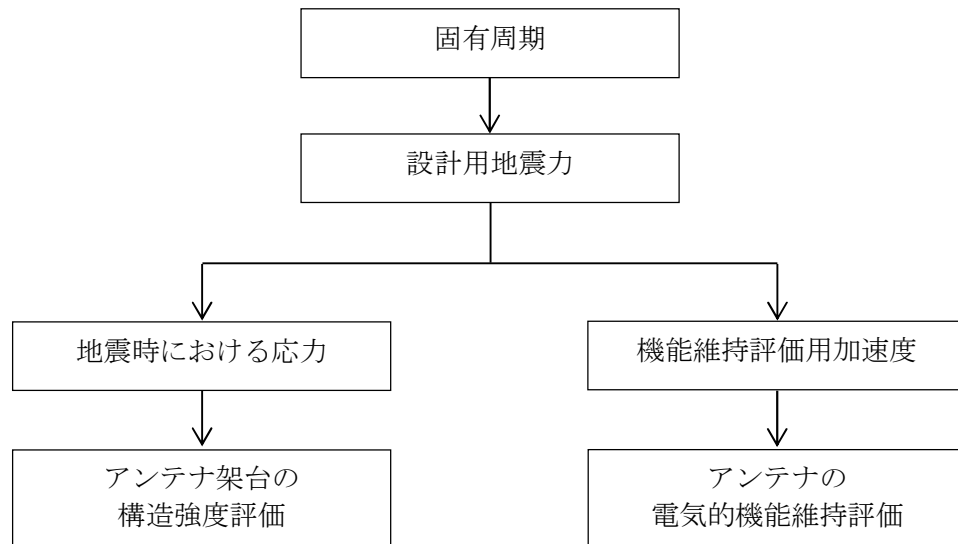 固有周期
設計用地震力
地震時における応力
機能維持評価用加速度
アンテナ架台の
構造強度評価
アンテナの
電気的機能維持評価